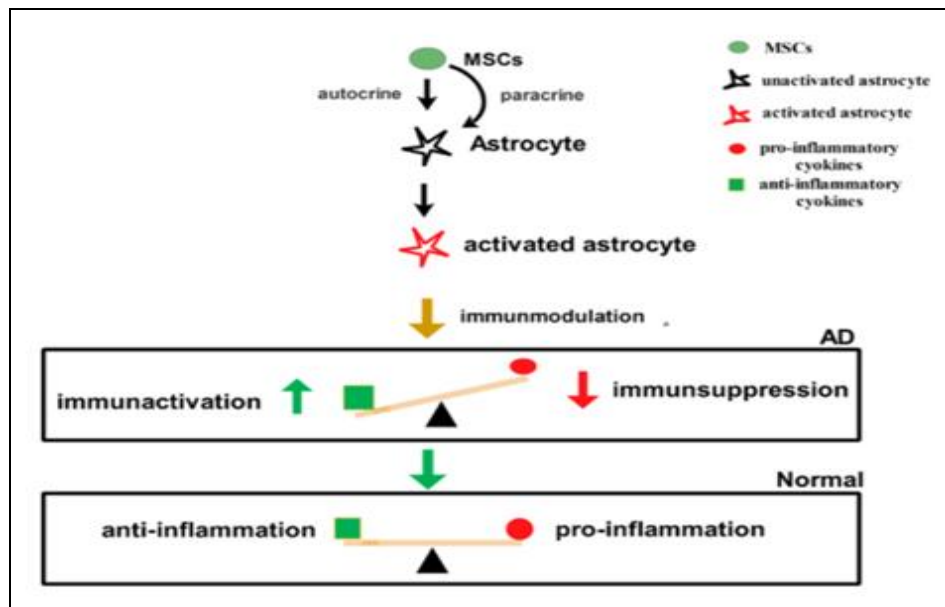 MSCs
autocrine
paracrine
Astrocyte
activated astrocyte
immunmodulation
MSCs
unactivated astrocyte
activated astrocyte
pro-inflammatory
cyokines
anti-inflammatory
cyokines
AD
immunactivation
immunsuppression
Normal
anti-inflammation
pro-inflammation